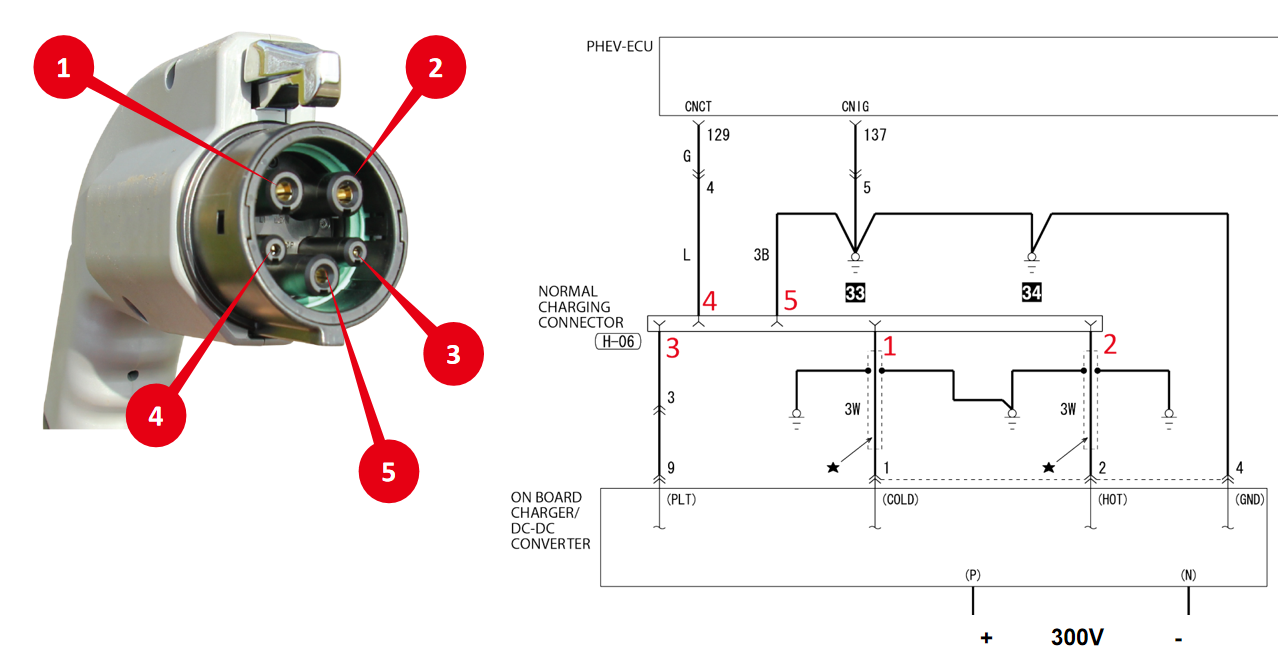 1
2
3
4
5
PHEV-ECU
CNCT
CNIG
129
137
G
4
5
L
3B
33
34
NORMAL
CHARGING
CONNECTOR
H-06
4
5
3
1
2
3
3W
3W
★
★
9
1
2
4
ON BOARD
CHARGER/
DC-DC
CONVERTER
(PLT)
(COLD)
(HOT)
(GND)
(P)
(N)
+ 300V -